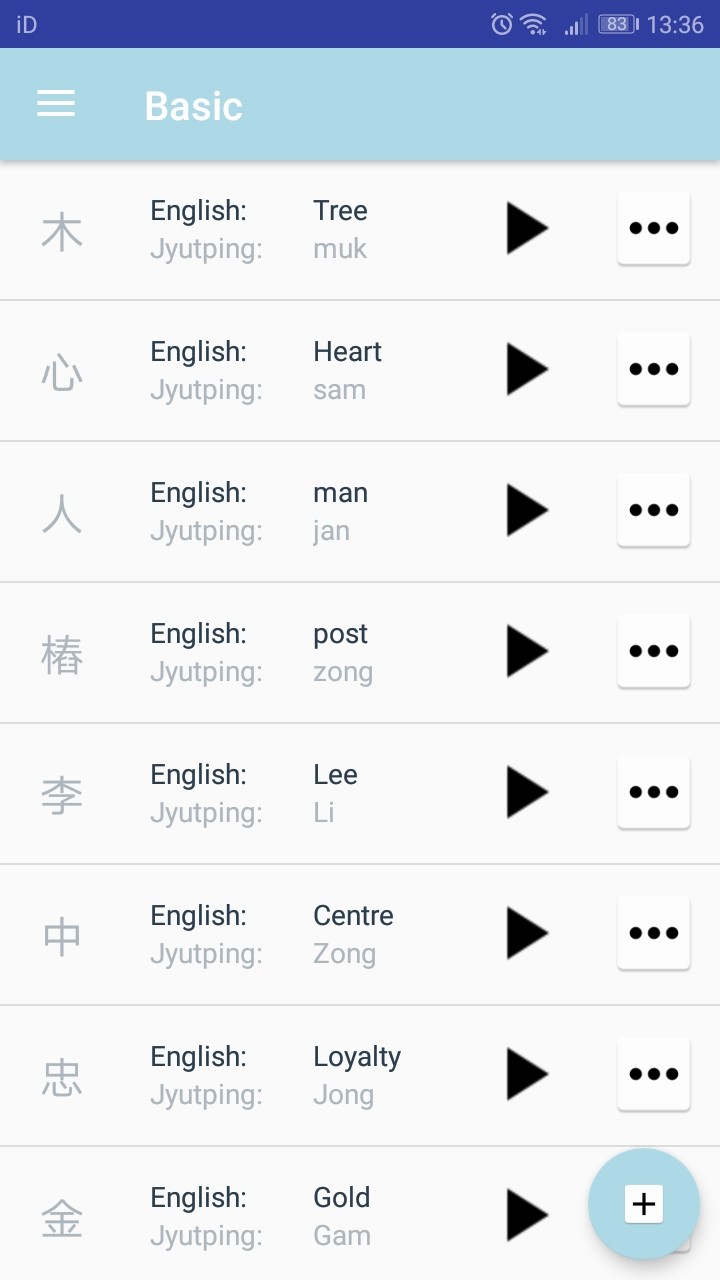 iD 83 13:36
Basic
木 English: Tree
Jyutping: muk
心 English: Heart
Jyutping: sam
人 English: man
Jyutping: jan
樁 English: post
Jyutping: zong
李 English: Lee
Jyutping: Li
中 English: Centre
Jyutping: Zong
忠 English: Loyalty
Jyutping: Jong
金 English: Gold
Jyutping: Gam